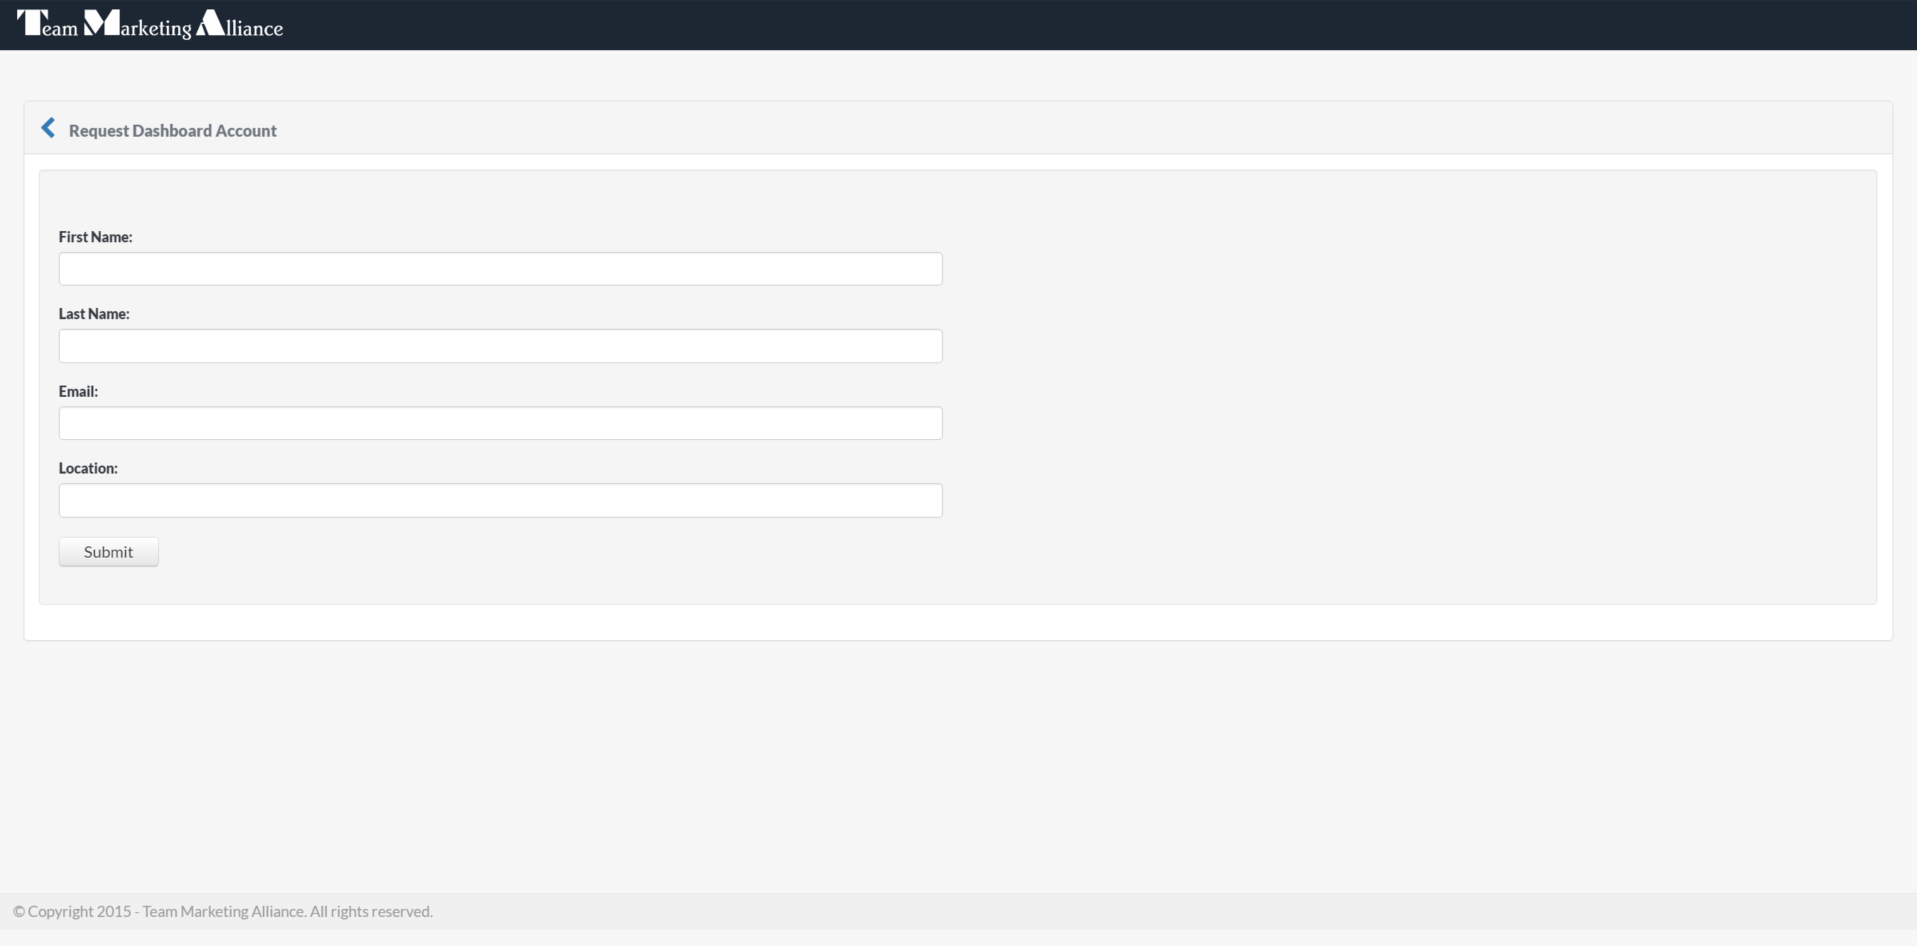 Team Marketing Alliance
Request Dashboard Account
First Name:
Last Name:
Email:
Location:
Submit
© Copyright 2015 - Team Marketing Alliance. All rights reserved.